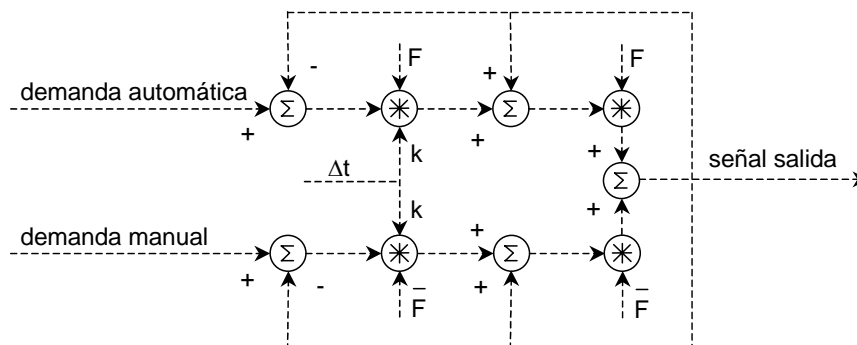 F
F
-
+
demanda automática
Σ
Σ
+
+
k
+
señal salida
Δt
Σ
k
+
demanda manual
+
Σ
Σ
+
-
+
F̅
F̅